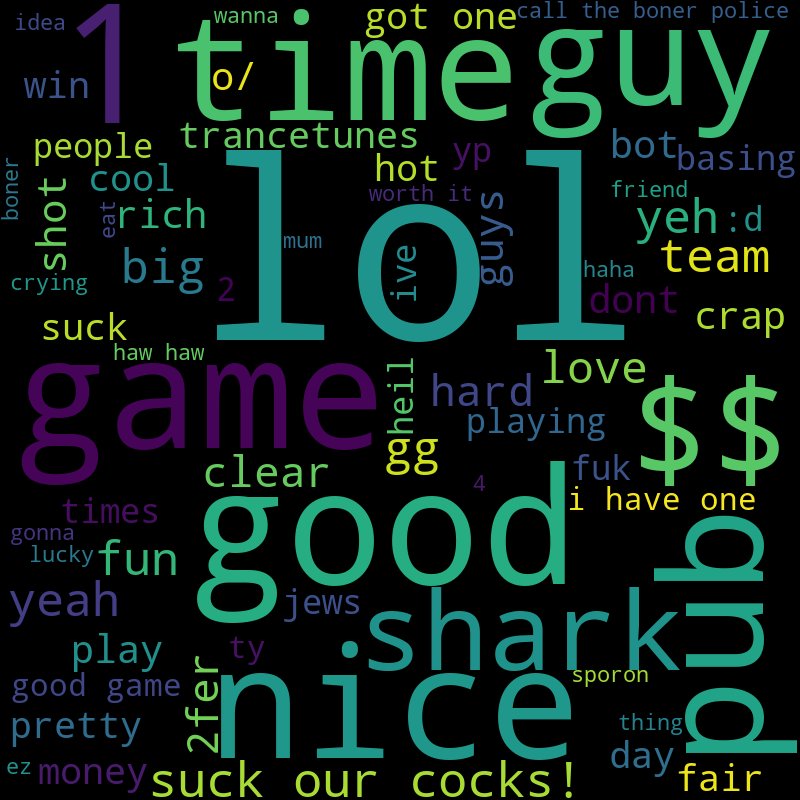 idea
1
time
wanna
got one
call the boner police
win
o/
guy
people
trancetunes
yp
bot
basing
boner
shot
cool
hot
lol
worth it
friend
eat
rich
guys
yeh
:d
mum
ive
team
crying
big
2
haha
dont
crap
suck
haw haw
game
heil
love
hard
$$
playing
gg
clear
fuk
4
i have one
times
good
gonna
lucky
fun
pub
yeah
jews
shark
play
ty
2fer
nice
sporoh
good game
pretty
thing
day
ez
money
suck our cocks!
fair